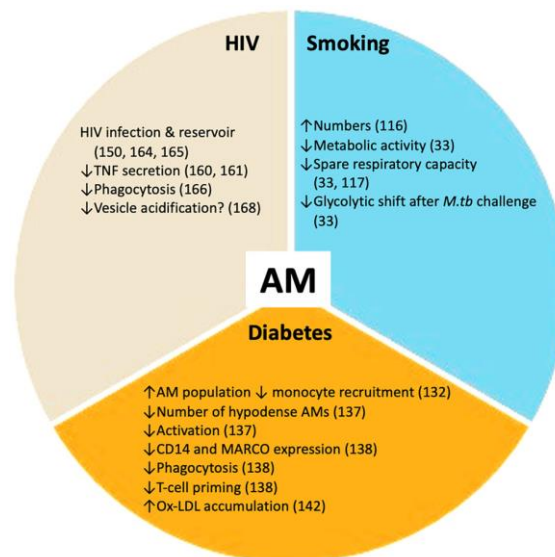 HIV
HIV infection & reservoir
(150, 164, 165)
↓TNF secretion (160, 161)
↓Phagocytosis (166)
↓Vesicle acidification? (168)
Smoking
↑Numbers (116)
↓Metabolic activity (33)
↓Spare respiratory capacity
(33, 117)
↓Glycolytic shift after M.tb challenge
(33)
AM
Diabetes
↑AM population ↓ monocyte recruitment (132)
↓Number of hypodense AMs (137)
↓Activation (137)
↓CD14 and MARCO expression (138)
↓Phagocytosis (138)
↓T-cell priming (138)
↑Ox-LDL accumulation (142)